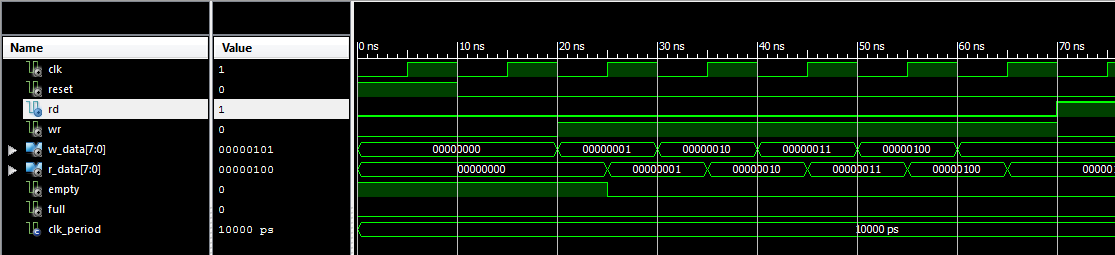 Name Value 0 ns 10 ns 20 ns 30 ns 40 ns 50 ns 60 ns 70 ns
clk 1
reset 0
rd 1
wr 0
w_data[7:0] 00000101 00000000 00000001 00000010 00000011 00000100
r_data[7:0] 00000100 00000000 00000001 00000010 00000011 00000100 000001
empty 0
full 0
clk_period 10000 ps 10000 ps